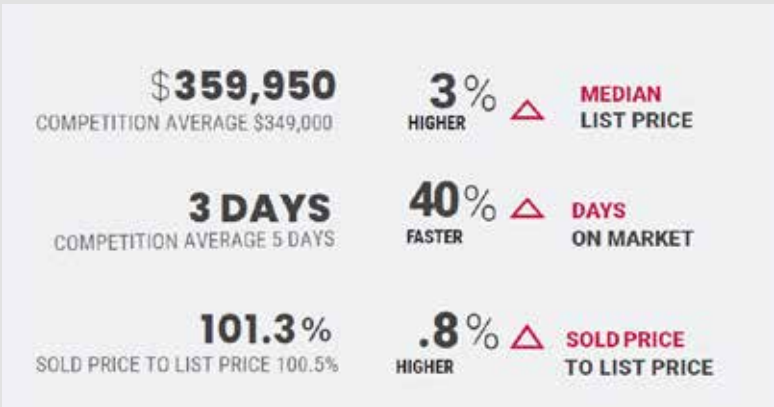 $359,950
COMPETITION AVERAGE $349,000
3%
HIGHER
MEDIAN
LIST PRICE
3 DAYS
COMPETITION AVERAGE 5 DAYS
40%
FASTER
DAYS
ON MARKET
101.3%
SOLD PRICE TO LIST PRICE 100.5%
.8%
HIGHER
SOLD PRICE
TO LIST PRICE